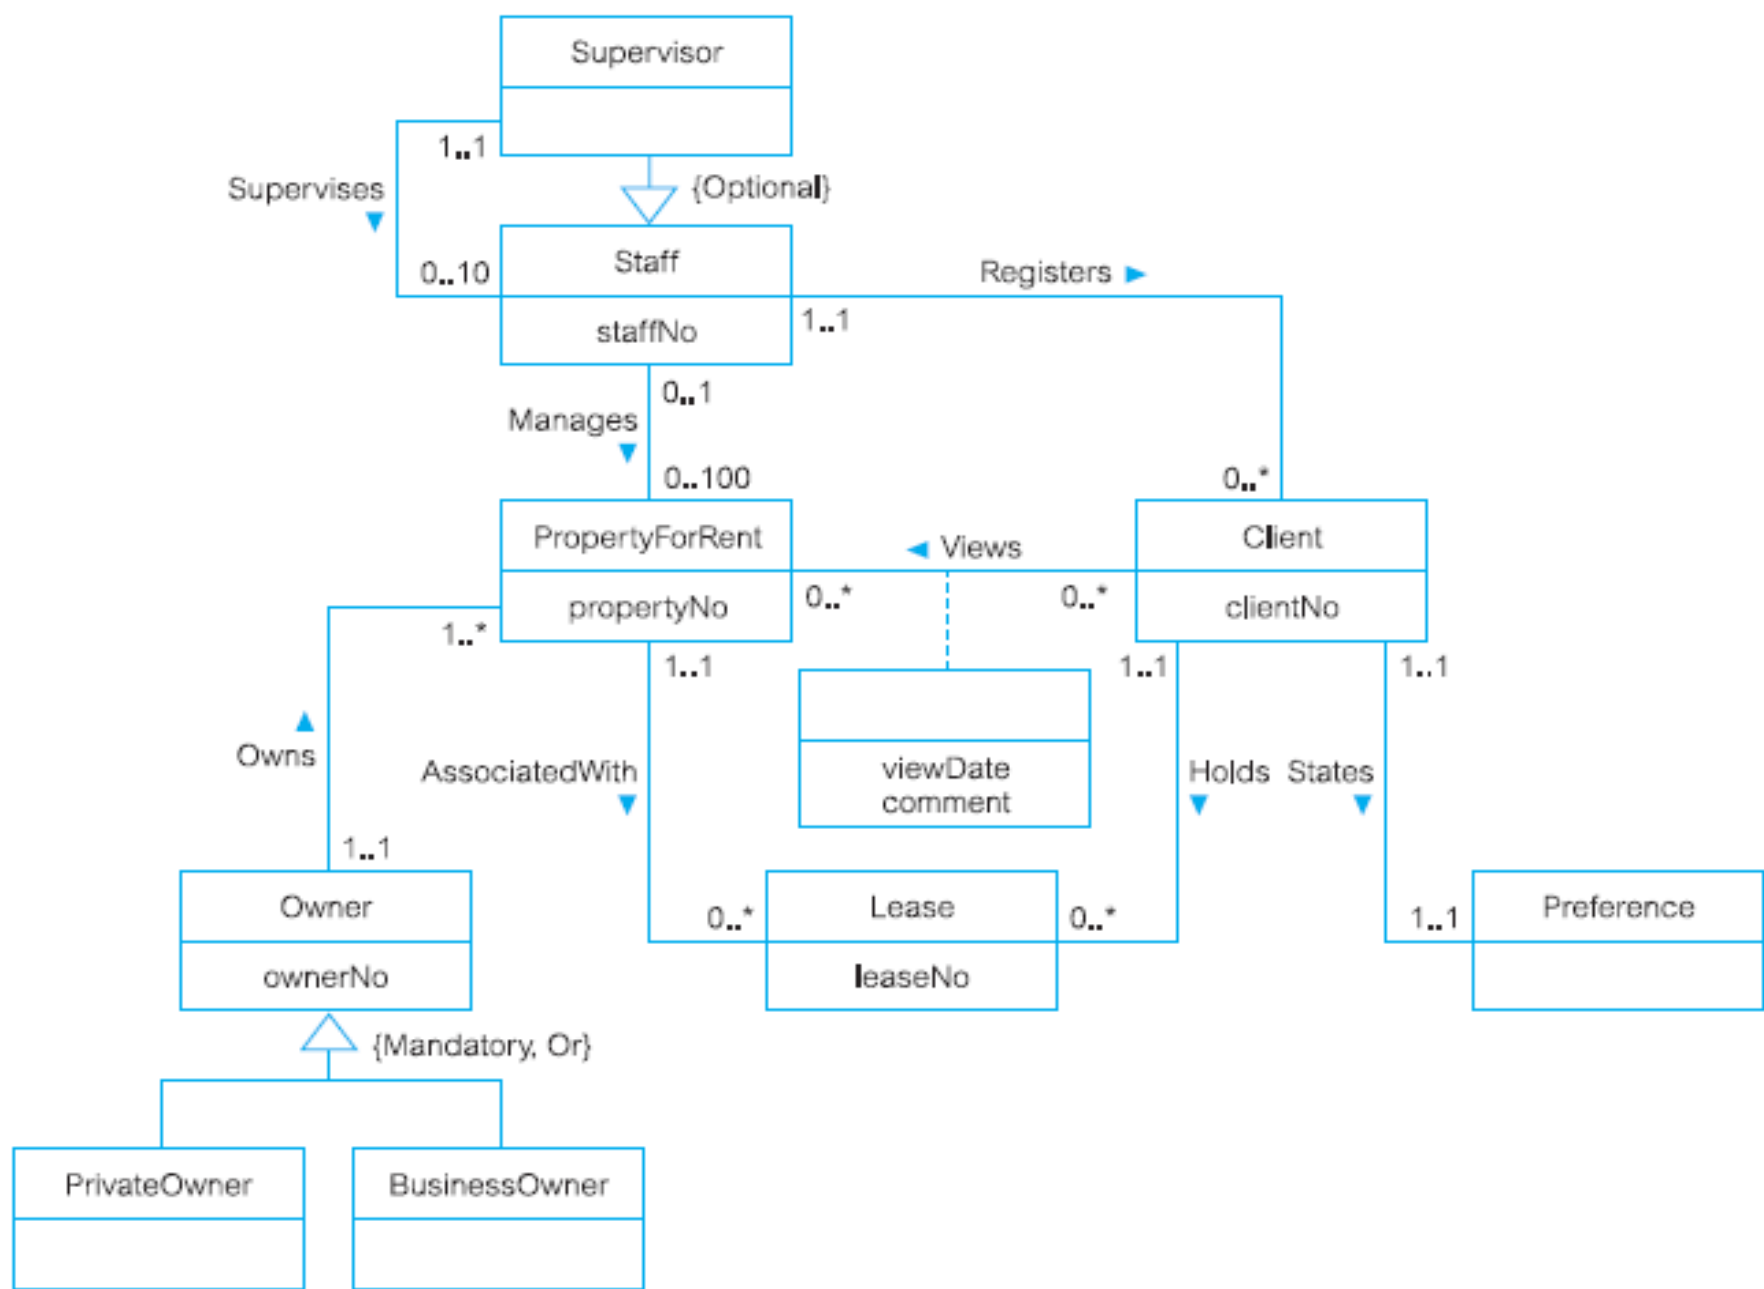 Supervisor
1..1
Supervises
{Optional}
Staff
0..10
Registers
staffNo
1..1
0..1
Manages
0..100
0..*
PropertyForRent
Views
Client
propertyNo
0..*
0..*
clientNo
1..*
1..1
1..1
1..1
Owns
AssociatedWith
viewDate
comment
Holds
States
1..1
Owner
0..*
Lease
0..*
1..1
Preference
ownerNo
leaseNo
{Mandatory, Or}
PrivateOwner
BusinessOwner